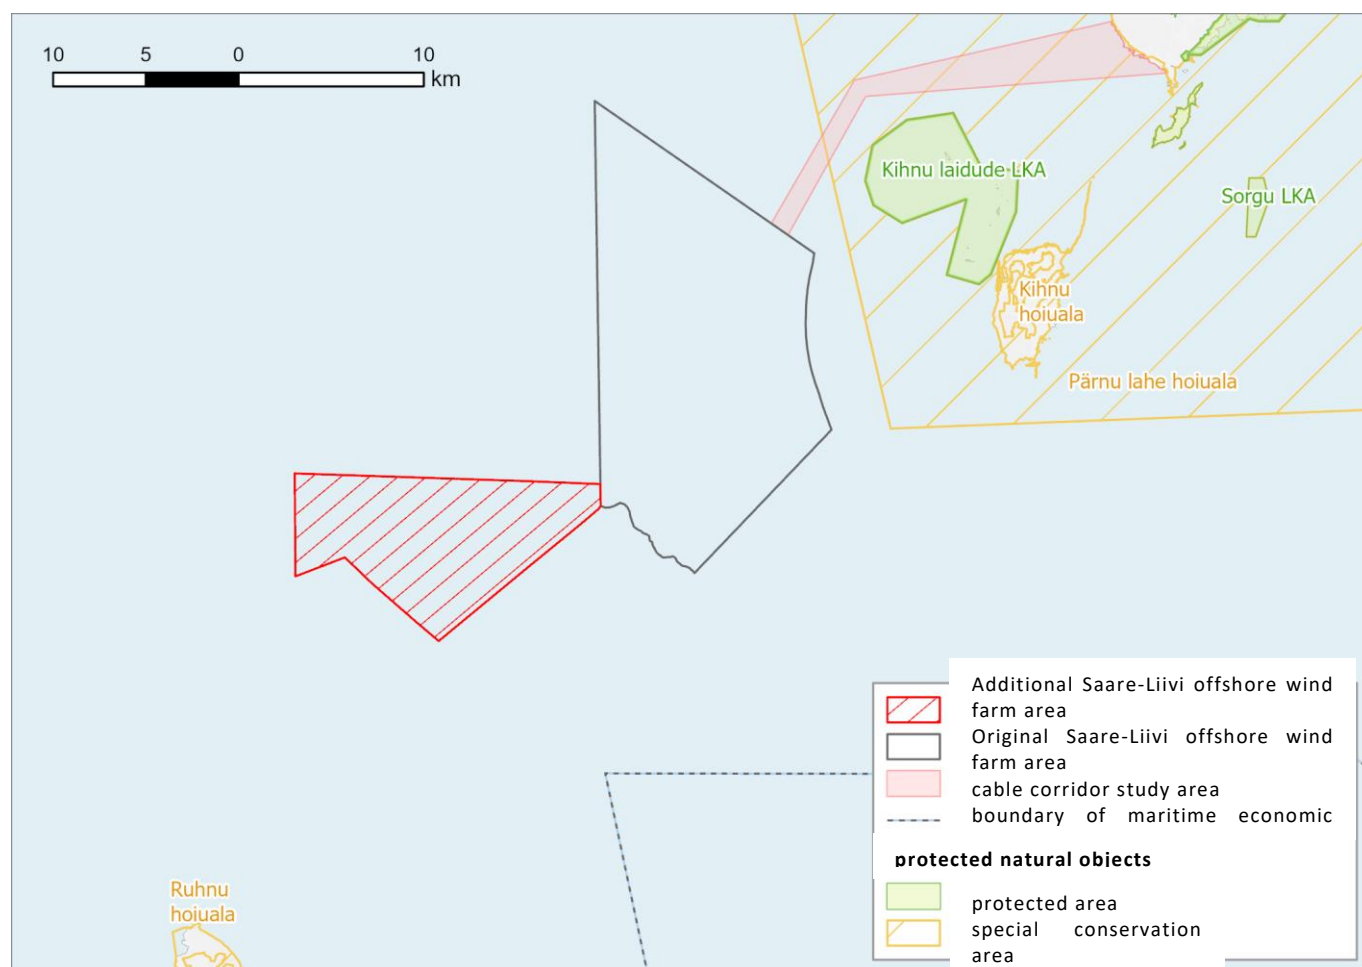 10 5 0 10
km
Kihnu laidude LKA
Sorgu LKA
Kihnu
hoiuala
Pärnu lahe hoiuala
Additional Saare-Liivi offshore wind
farm area
Original Saare-Liivi offshore wind
farm area
cable corridor study area
boundary of maritime economic
protected natural objects
protected area
special conservation
area
Ruhnu
hoiuala